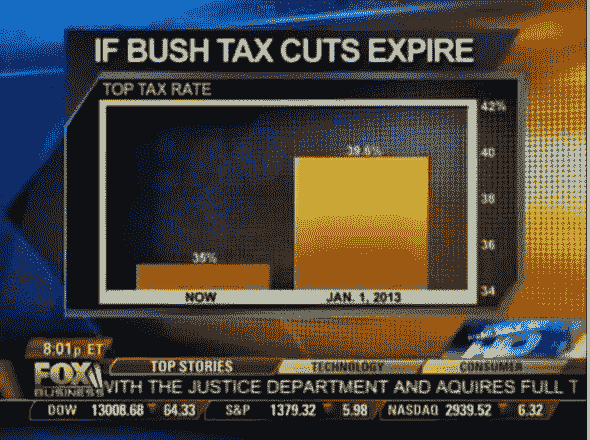 IF BUSH TAX CUTS EXPIRE
TOP TAX RATE
42%
39.6%
40
38
36
35%
34
NOW JAN. 1, 2013
8:01p ET
TOP STORIES TECHNOLOGY CONSUMER
FOX
BUSINESS
WITH THE JUSTICE DEPARTMENT AND AQUIRES FULL T
DOW 13008.68 64.33 S&P 1379.32 5.98 NASDAQ 2939.52 6.32